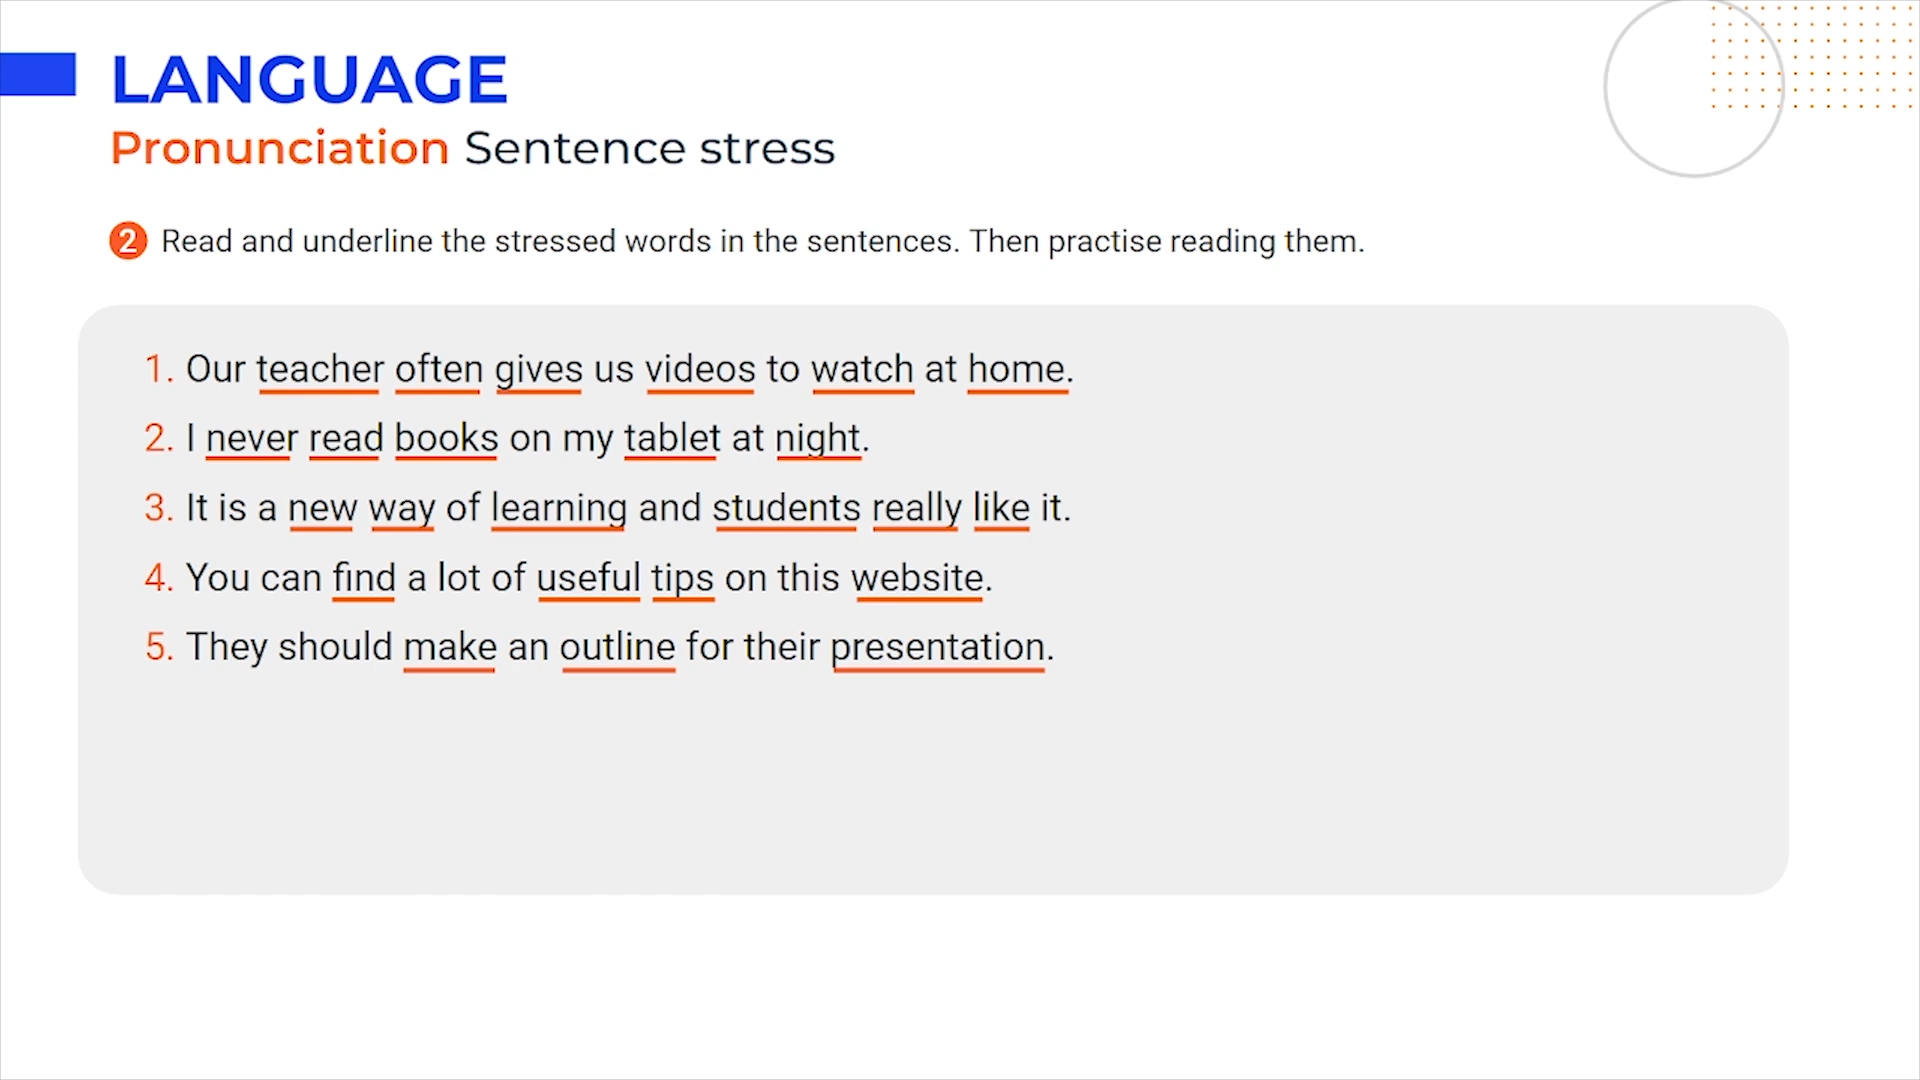 LANGUAGE
Pronunciation Sentence stress
2 Read and underline the stressed words in the sentences. Then practise reading them.
1. Our teacher often gives us videos to watch at home.
2. I never read books on my tablet at night.
3. It is a new way of learning and students really like it.
4. You can find a lot of useful tips on this website.
5. They should make an outline for their presentation.